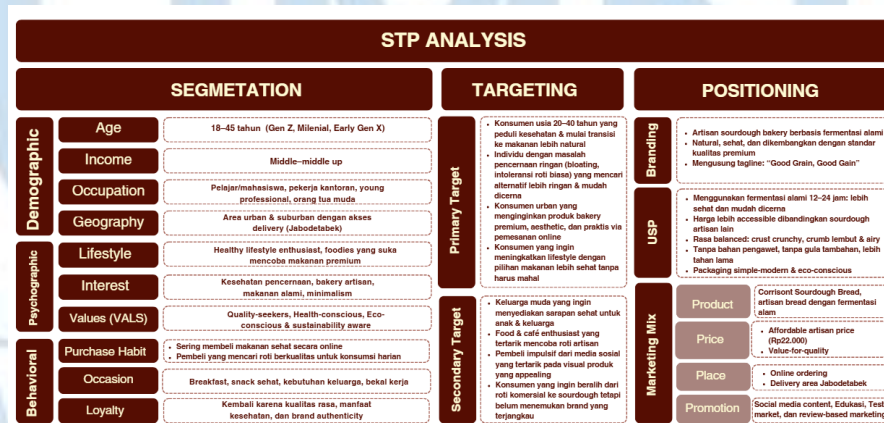 STP ANALYSIS
SEGMETATION
Demographic
Age
18–45 tahun (Gen Z, Milenial, Early Gen X)
Income
Middle–middle up
Occupation
Pelajar/mahasiswa, pekerja kantoran, young
professional, orang tua muda
Geography
Area urban & suburban dengan akses
delivery (Jabodetabek)
Psychographic
Lifestyle
Healthy lifestyle enthusiast, foodies yang suka
mencoba makanan premium
Interest
Kesehatan pencernaan, bakery artisan,
makanan alami, minimalism
Values (VALS)
Quality-seekers, Health-conscious, Eco-
conscious & sustainability aware
Behavioral
Purchase Habit
• Sering membeli makanan sehat secara online
• Pembeli yang mencari roti berkualitas untuk konsumsi harian
Occasion
Breakfast, snack sehat, kebutuhan keluarga, bekal kerja
Loyalty
Kembali karena kualitas rasa, manfaat
kesehatan, dan brand authenticity
TARGETING
Primary Target
• Konsumen usia 20–40 tahun yang
peduli kesehatan & mulai transisi
ke makanan lebih natural
• Individu dengan masalah
pencernaan ringan (bloating,
intoleransi roti biasa) yang mencari
alternatif lebih ringan & mudah
dicerna
• Konsumen urban yang
menginginkan produk bakery
premium, aesthetic, dan praktis via
pemesanan online
• Konsumen yang ingin
meningkatkan lifestyle dengan
pilihan makanan lebih sehat tanpa
harus mahal
Secondary Target
• Keluarga muda yang ingin
menyediakan sarapan sehat untuk
anak & keluarga
• Food & café enthusiast yang
tertarik mencoba roti artisan
• Pembeli impulsif dari media sosial
yang tertarik pada visual produk
yang appealing
• Konsumen yang ingin beralih dari
roti komersial ke sourdough tetapi
belum menemukan brand yang
terjangkau
POSITIONING
Branding
• Artisan sourdough bakery berbasis fermentasi alami
• Natural, sehat, dan dikembangkan dengan standar
kualitas premium
• Mengusung tagline: “Good Grain, Good Gain”
USP
• Menggunakan fermentasi alami 12–24 jam: lebih
sehat dan mudah dicerna
• Harga lebih accessible dibandingkan sourdough
artisan lain
• Rasa balanced: crust crunchy, crumb lembut & airy
• Tanpa bahan pengawet, tanpa gula tambahan, lebih
tahan lama
• Packaging simple-modern & eco-conscious
Marketing Mix
Product
Corrisont Sourdough Bread,
artisan bread dengan fermentasi
alam
Price
• Affordable artisan price
(Rp22.000)
• Value-for-quality
Place
• Online ordering
• Delivery area Jabodetabek
Promotion
Social media content, Edukasi, Test
market, dan review-based marketing